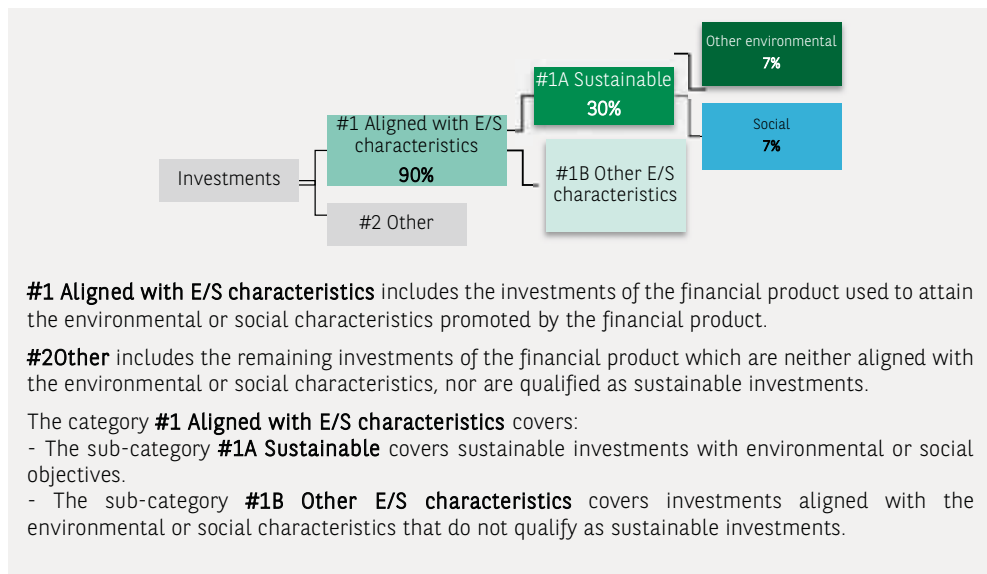 Other environmental
7%
#1A Sustainable
30%
Social
7%
#1 Aligned with E/S
characteristics
90%
#1B Other E/S
characteristics
Investments
#2 Other
#1 Aligned with E/S characteristics includes the investments of the financial product used to attain
the environmental or social characteristics promoted by the financial product.
#2Other includes the remaining investments of the financial product which are neither aligned with
the environmental or social characteristics, nor are qualified as sustainable investments.
The category #1 Aligned with E/S characteristics covers:
- The sub-category #1A Sustainable covers sustainable investments with environmental or social
objectives.
- The sub-category #1B Other E/S characteristics covers investments aligned with the
environmental or social characteristics that do not qualify as sustainable investments.